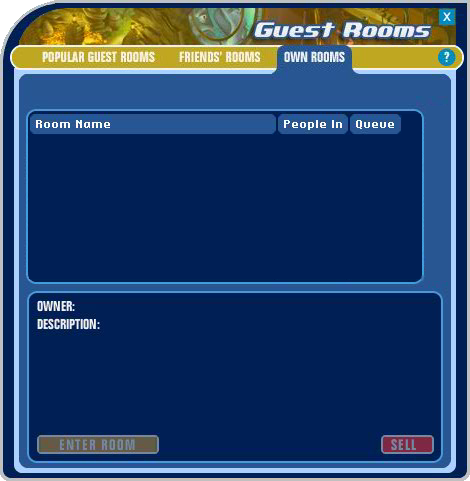 Guest Rooms X
POPULAR GUEST ROOMS FRIENDS' ROOMS OWN ROOMS ?
Room Name People In Queue
OWNER:
DESCRIPTION:
ENTER ROOM SELL